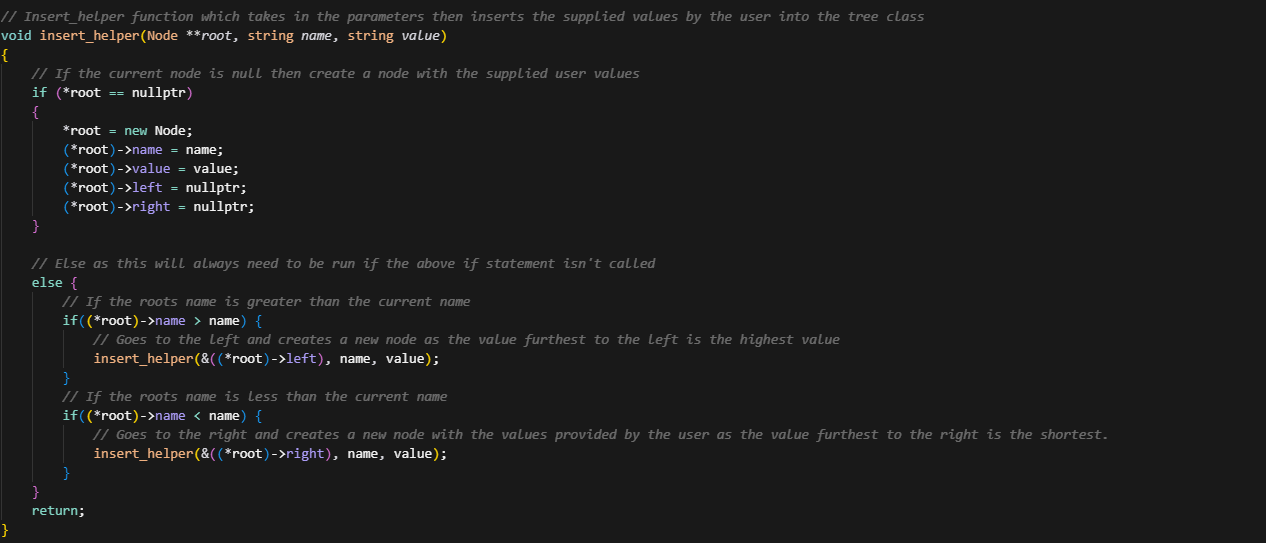 // Insert_helper function which takes in the parameters then inserts the supplied values by the user into the tree class
void insert_helper(Node **root, string name, string value)
{
    // If the current node is null then create a node with the supplied user values
    if (*root == nullptr)
    {
        *root = new Node;
        (*root)->name = name;
        (*root)->value = value;
        (*root)->left = nullptr;
        (*root)->right = nullptr;
    }

    // Else as this will always need to be run if the above if statement isn't called
    else {
        // If the roots name is greater than the current name
        if((*root)->name > name) {
            // Goes to the left and creates a new node as the value furthest to the left is the highest value
            insert_helper(&((*root)->left), name, value);
        }
        // If the roots name is less than the current name
        if((*root)->name < name) {
            // Goes to the right and creates a new node with the values provided by the user as the value furthest to the right is the shortest.
            insert_helper(&((*root)->right), name, value);
        }
    }
    return;
}